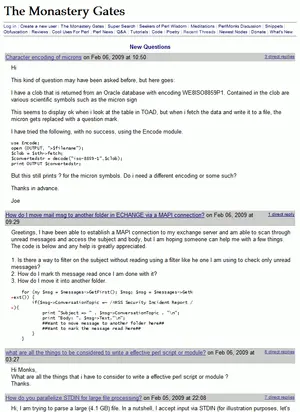 The Monastery Gates
Log in | Create a new user | The Monastery Gates | Super Search | Seekers of Perl Wisdom | Meditations | PerlMonks Discussion | Snippets |
Obfuscation | Reviews | Cool Uses For Perl | Perl News | Q&A | Tutorials | Code | Poetry | Recent Threads | Newest Nodes | Donate | What's New
New Questions
Character encoding of microns on Feb 06, 2009 at 10:50
3 direct replies
Hi
This kind of question may have been asked before, but here goes:
I have a clob that is returned from an Oracle database with encoding WE8ISO8859P1. Contained in the clob are
various scientific symbols such as the micron sign
This seems to display ok when i look at the table in TOAD, but when i fetch the data and write it to a file, the
micron gets replaced with a question mark.
I have tried the following, with no success, using the Encode module.
use Encode;
open (OUTPUT, ">$filename");
$clob = $sth->fetch;
$convertedstr = decode("iso-8859-1",$clob);
print OUTPUT $convertedstr;
But this still prints ? for the micron symbols. Do i need a different encoding or some such?
Thanks in advance.
Joe
How do I move mail msg to another folder in ECHANGE via a MAPI connection? on Feb 06, 2009 at
09:29
1 direct reply
Greetings, I have been able to establish a MAPI connection to my exchange server and am able to scan through
unread messages and access the subject and body, but I am hoping someone can help me with a few things.
The code is below and any help is greatly appreciated.
1. Is there a way to filter on the subject without reading using a filter like he one I am using to check only unread
messages?
2. How do I mark the message read once I am done with it?
3. How do I move it into another folder.
for (my $msg = $messages->GetFirst(); $msg; $msg = $messages->GetN
+ext()) {
if($msg->ConversationTopic =~ /HKSS Security Incident Report./
+){
print "Subject == " . $msg->ConversationTopic . "\n";
print "Body: ", $msg->Text,"\n";
###want to move message to another folder here##
###want to mark the message read here##
}
}
what are all the things to be considered to write a effective perl script or module? on Feb 06, 2009 at
03:27
6 direct replies
Hi Monks,
What are all the things that i have to consider to write a effective perl script or module ?
Thanks.
How do you parallelize STDIN for large file processing? on Feb 05, 2009 at 22:08
7 direct replies
Hi, I am trying to parse a large (4.1 GB) file. In a nutshell, I accept input via STDIN (for illustration purposes, let's